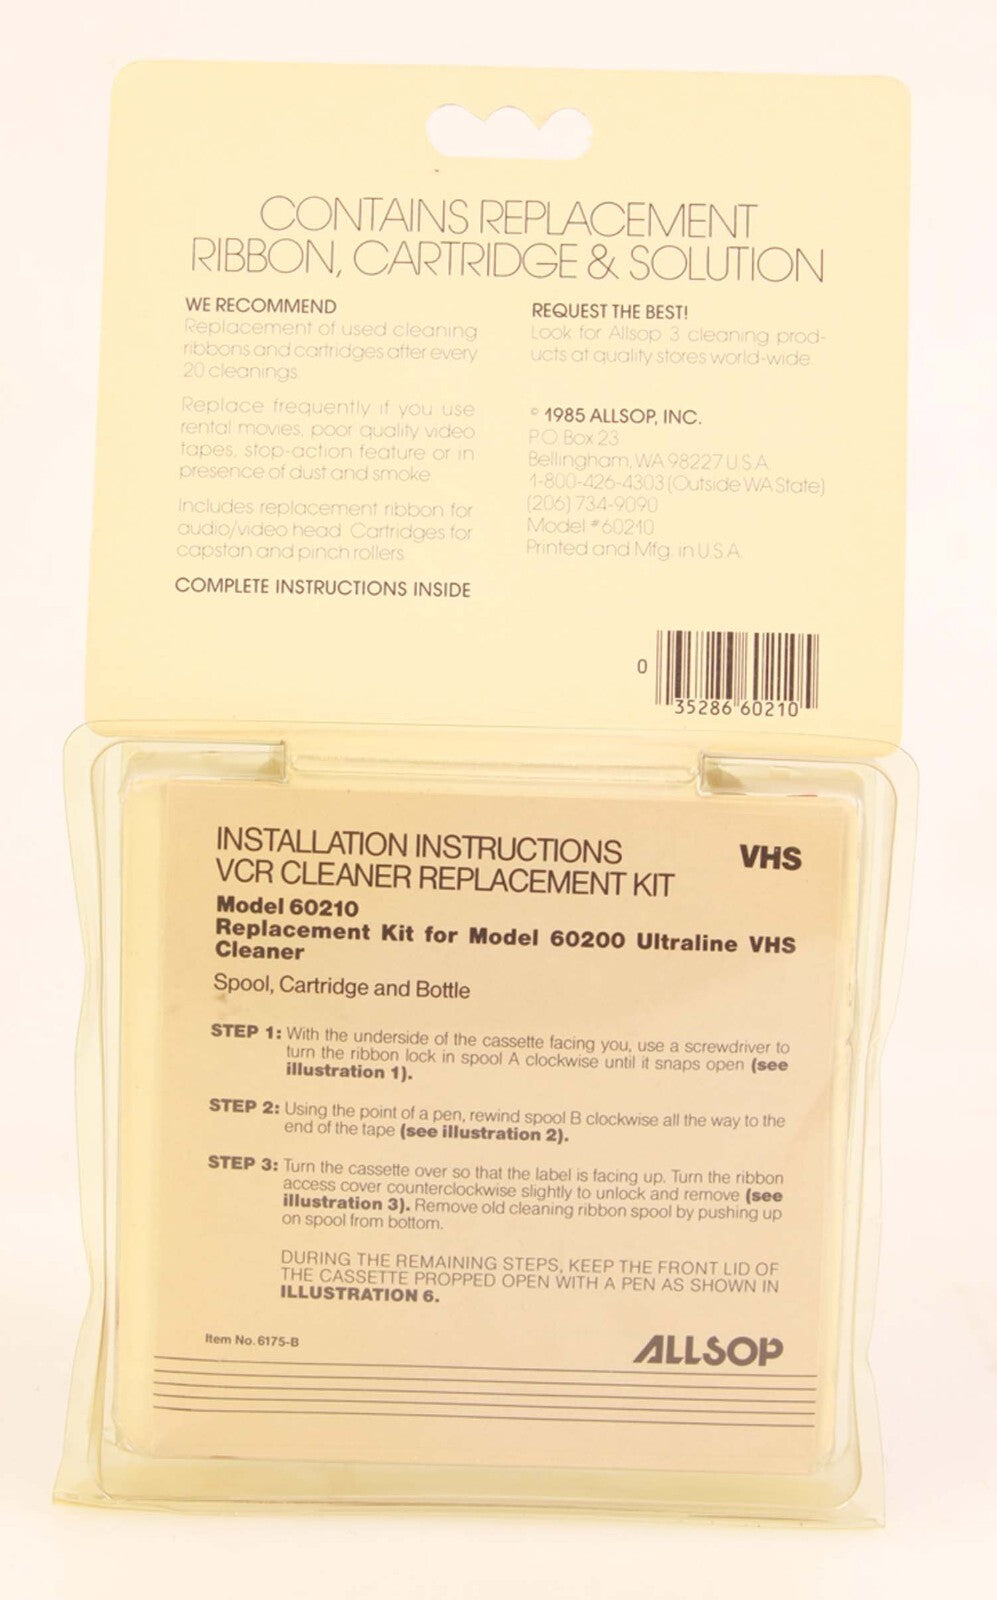 CONTAINS REPLACEMENT
RIBBON, CARTRIDGE & SOLUTION
WE RECOMMEND
Replacement of used cleaning
ribbons and cartridges after every
20 cleanings.
Replace frequently if you use
rental movies, poor quality video
tapes, stop-action feature or in
presence of dust and smoke.
Includes replacement ribbon for
audio/video head. Cartridges for
capstan and pinch rollers.
COMPLETE INSTRUCTIONS INSIDE
REQUEST THE BEST!
Look for Allsop 3 cleaning prod-
ucts at quality stores world-wide.
© 1985 ALLSOP, INC.
P.O. Box 23
Bellingham, WA 98227 U.S.A.
1-800-426-4303 (Outside WA State)
(206) 734-9090
Model #60210
Printed and Mfg. in U.S.A.
0 35286 60210
INSTALLATION INSTRUCTIONS
VCR CLEANER REPLACEMENT KIT
VHS
Model 60210
Replacement Kit for Model 60200 Ultraline VHS
Cleaner
Spool, Cartridge and Bottle
STEP 1: With the underside of the cassette facing you, use a screwdriver to
turn the ribbon lock in spool A clockwise until it snaps open (see
illustration 1).
STEP 2: Using the point of a pen, rewind spool B clockwise all the way to the
end of the tape (see illustration 2).
STEP 3: Turn the cassette over so that the label is facing up. Turn the ribbon
access cover counterclockwise slightly to unlock and remove (see
illustration 3). Remove old cleaning ribbon spool by pushing up
on spool from bottom.
DURING THE REMAINING STEPS, KEEP THE FRONT LID OF
THE CASSETTE PROPPED OPEN WITH A PEN AS SHOWN IN
ILLUSTRATION 6.
Item No. 6175-B
ALLSOP